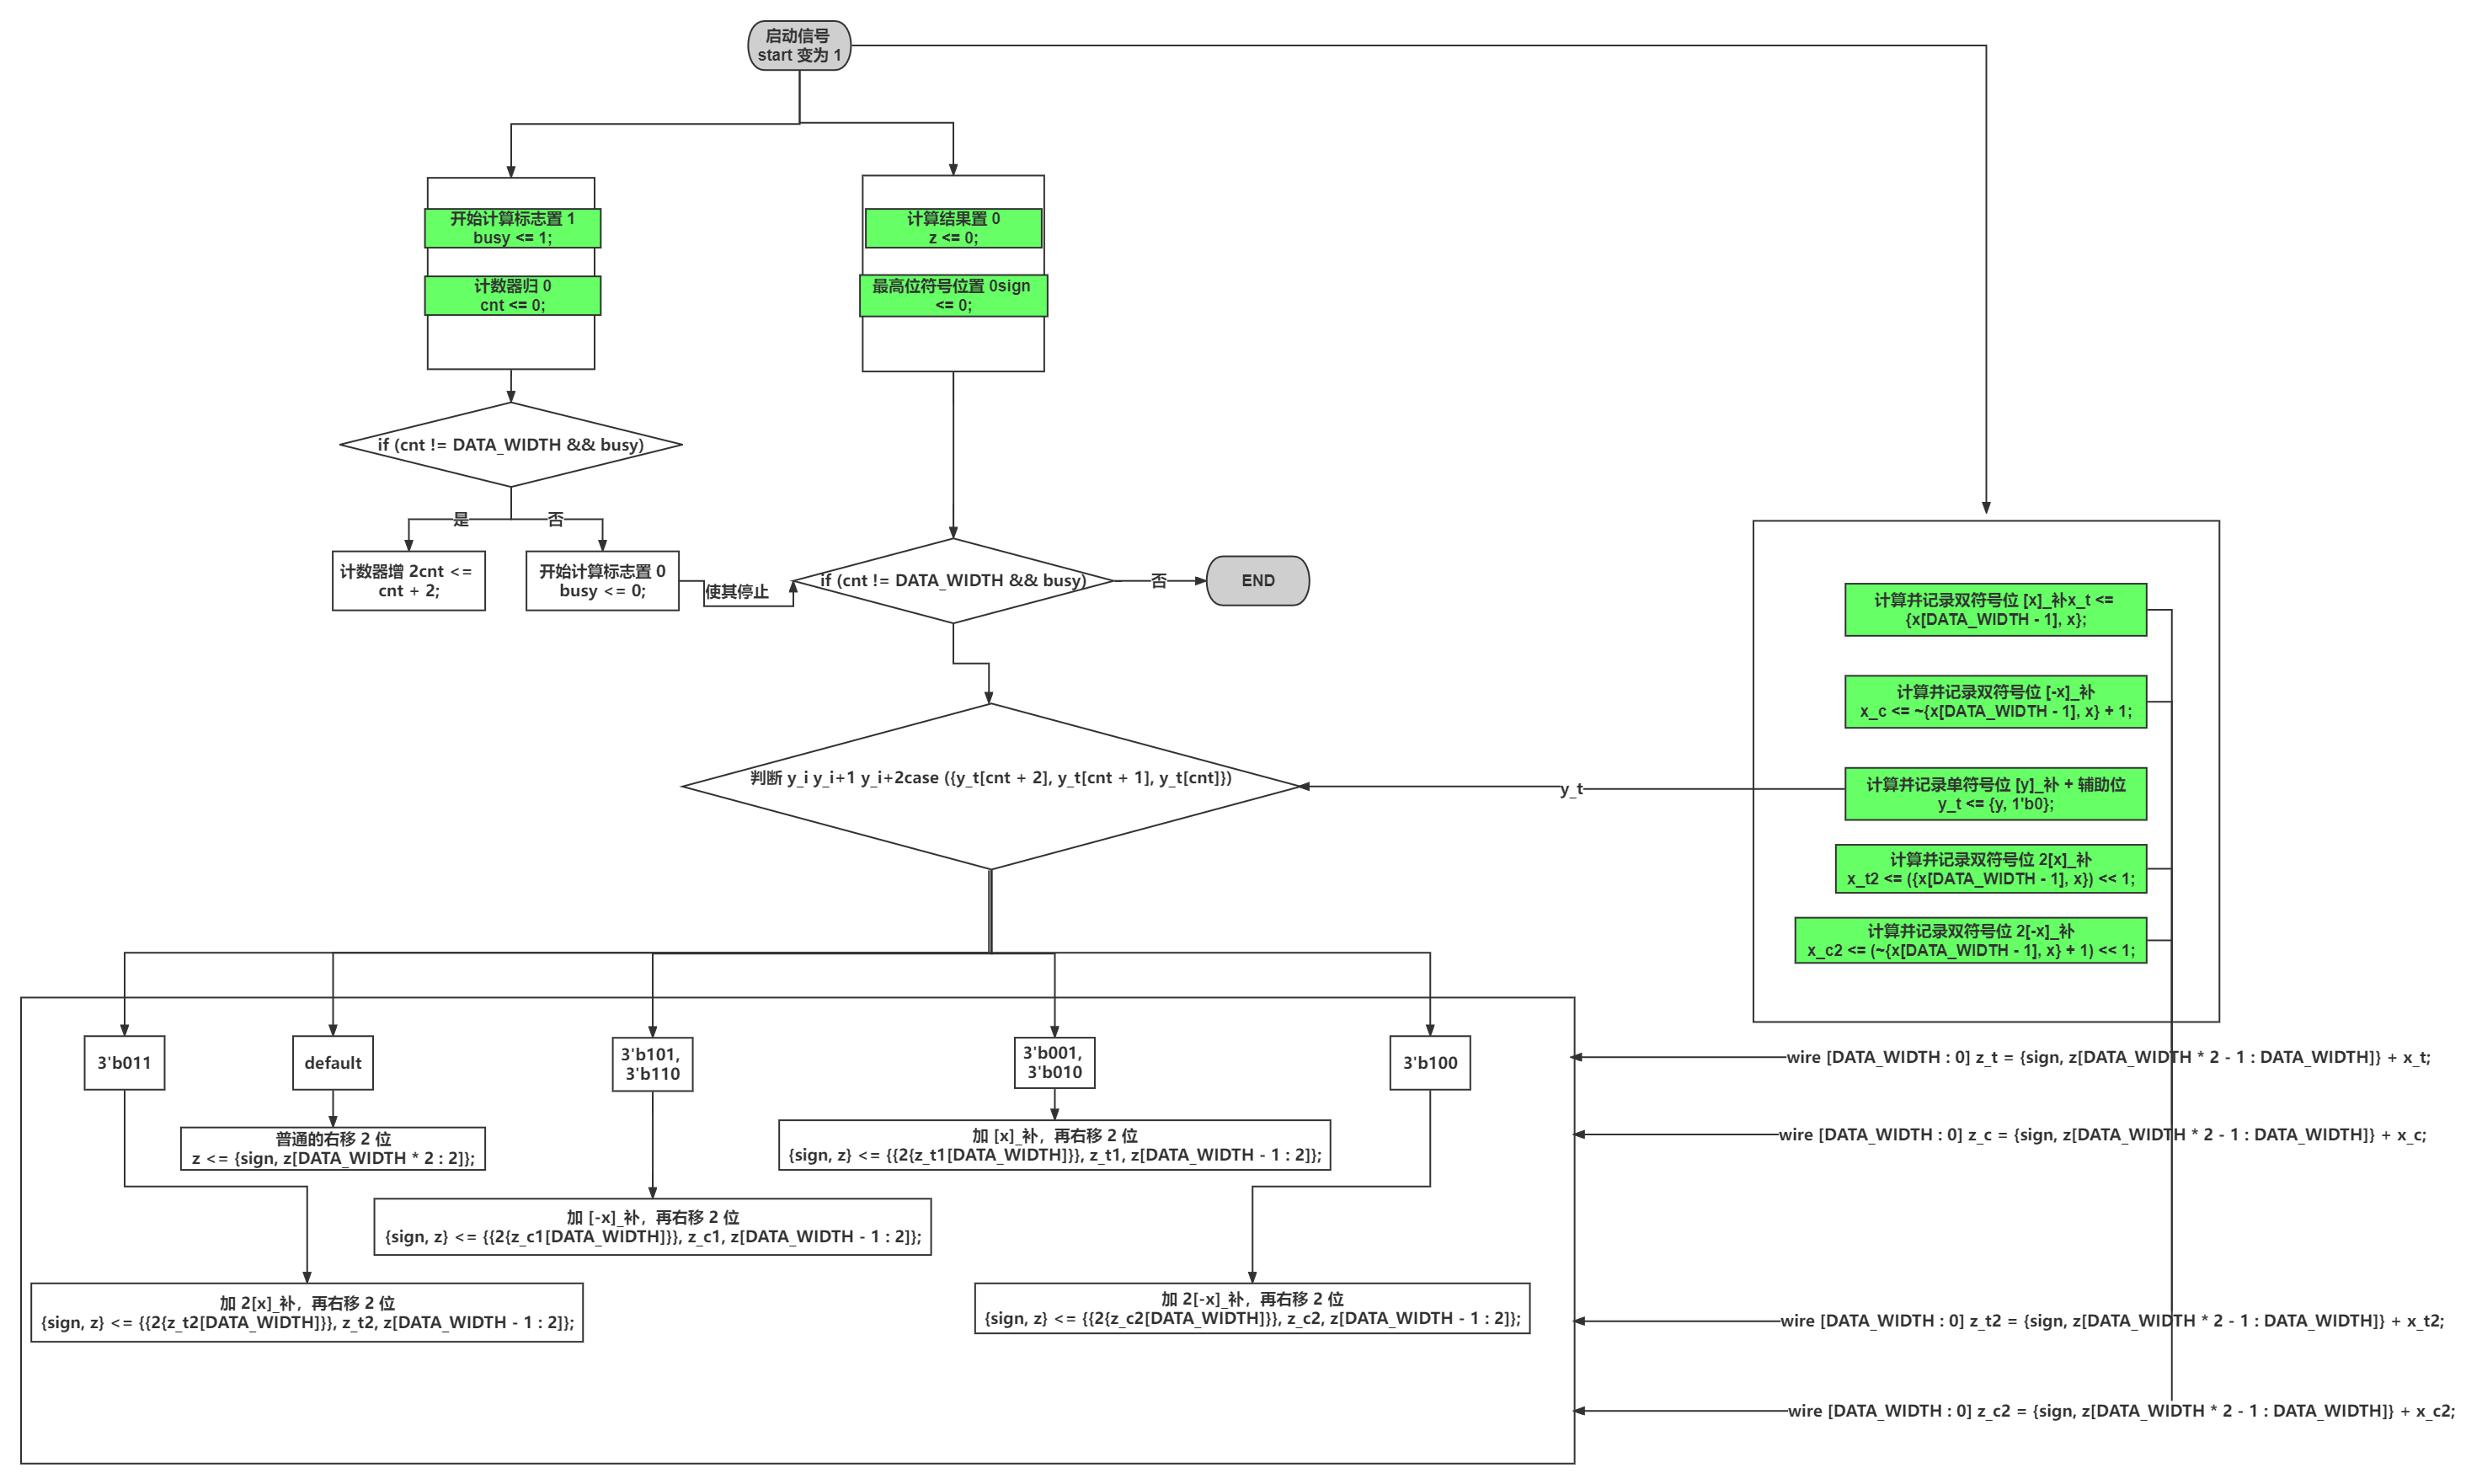 启动信号
start 变为 1
开始计算标志置 1
busy <= 1;
计数器归 0
cnt <= 0;
计算结果置 0
z <= 0;
最高位符号位置 0sign
<= 0;
if (cnt != DATA_WIDTH && busy)
是
否
计数器增 2cnt <=
cnt + 2;
开始计算标志置 0
busy <= 0;
使其停止
if (cnt != DATA_WIDTH && busy)
否
END
计算并记录双符号位 [x]_补x_t <=
{x[DATA_WIDTH - 1], x};
计算并记录双符号位 [-x]_补
x_c <= ~{x[DATA_WIDTH - 1], x} + 1;
计算并记录单符号位 [y]_补 + 辅助位
y_t <= {y, 1'b0};
计算并记录双符号位 2[x]_补
x_t2 <= ({x[DATA_WIDTH - 1], x}) << 1;
计算并记录双符号位 2[-x]_补
x_c2 <= (~{x[DATA_WIDTH - 1], x} + 1) << 1;
判断 y_i y_i+1 y_i+2case ({y_t[cnt + 2], y_t[cnt + 1], y_t[cnt]})
y_t
3'b011
default
3'b101,
3'b110
3'b001,
3'b010
3'b100
普通的右移 2 位
z <= {sign, z[DATA_WIDTH * 2 : 2]};
加 [x]_补，再右移 2 位
{sign, z} <= {{2{z_t1[DATA_WIDTH]}}, z_t1, z[DATA_WIDTH - 1 : 2]};
加 [-x]_补，再右移 2 位
{sign, z} <= {{2{z_c1[DATA_WIDTH]}}, z_c1, z[DATA_WIDTH - 1 : 2]};
加 2[x]_补，再右移 2 位
{sign, z} <= {{2{z_t2[DATA_WIDTH]}}, z_t2, z[DATA_WIDTH - 1 : 2]};
加 2[-x]_补，再右移 2 位
{sign, z} <= {{2{z_c2[DATA_WIDTH]}}, z_c2, z[DATA_WIDTH - 1 : 2]};
wire [DATA_WIDTH : 0] z_t = {sign, z[DATA_WIDTH * 2 - 1 : DATA_WIDTH]} + x_t;
wire [DATA_WIDTH : 0] z_c = {sign, z[DATA_WIDTH * 2 - 1 : DATA_WIDTH]} + x_c;
wire [DATA_WIDTH : 0] z_t2 = {sign, z[DATA_WIDTH * 2 - 1 : DATA_WIDTH]} + x_t2;
wire [DATA_WIDTH : 0] z_c2 = {sign, z[DATA_WIDTH * 2 - 1 : DATA_WIDTH]} + x_c2;